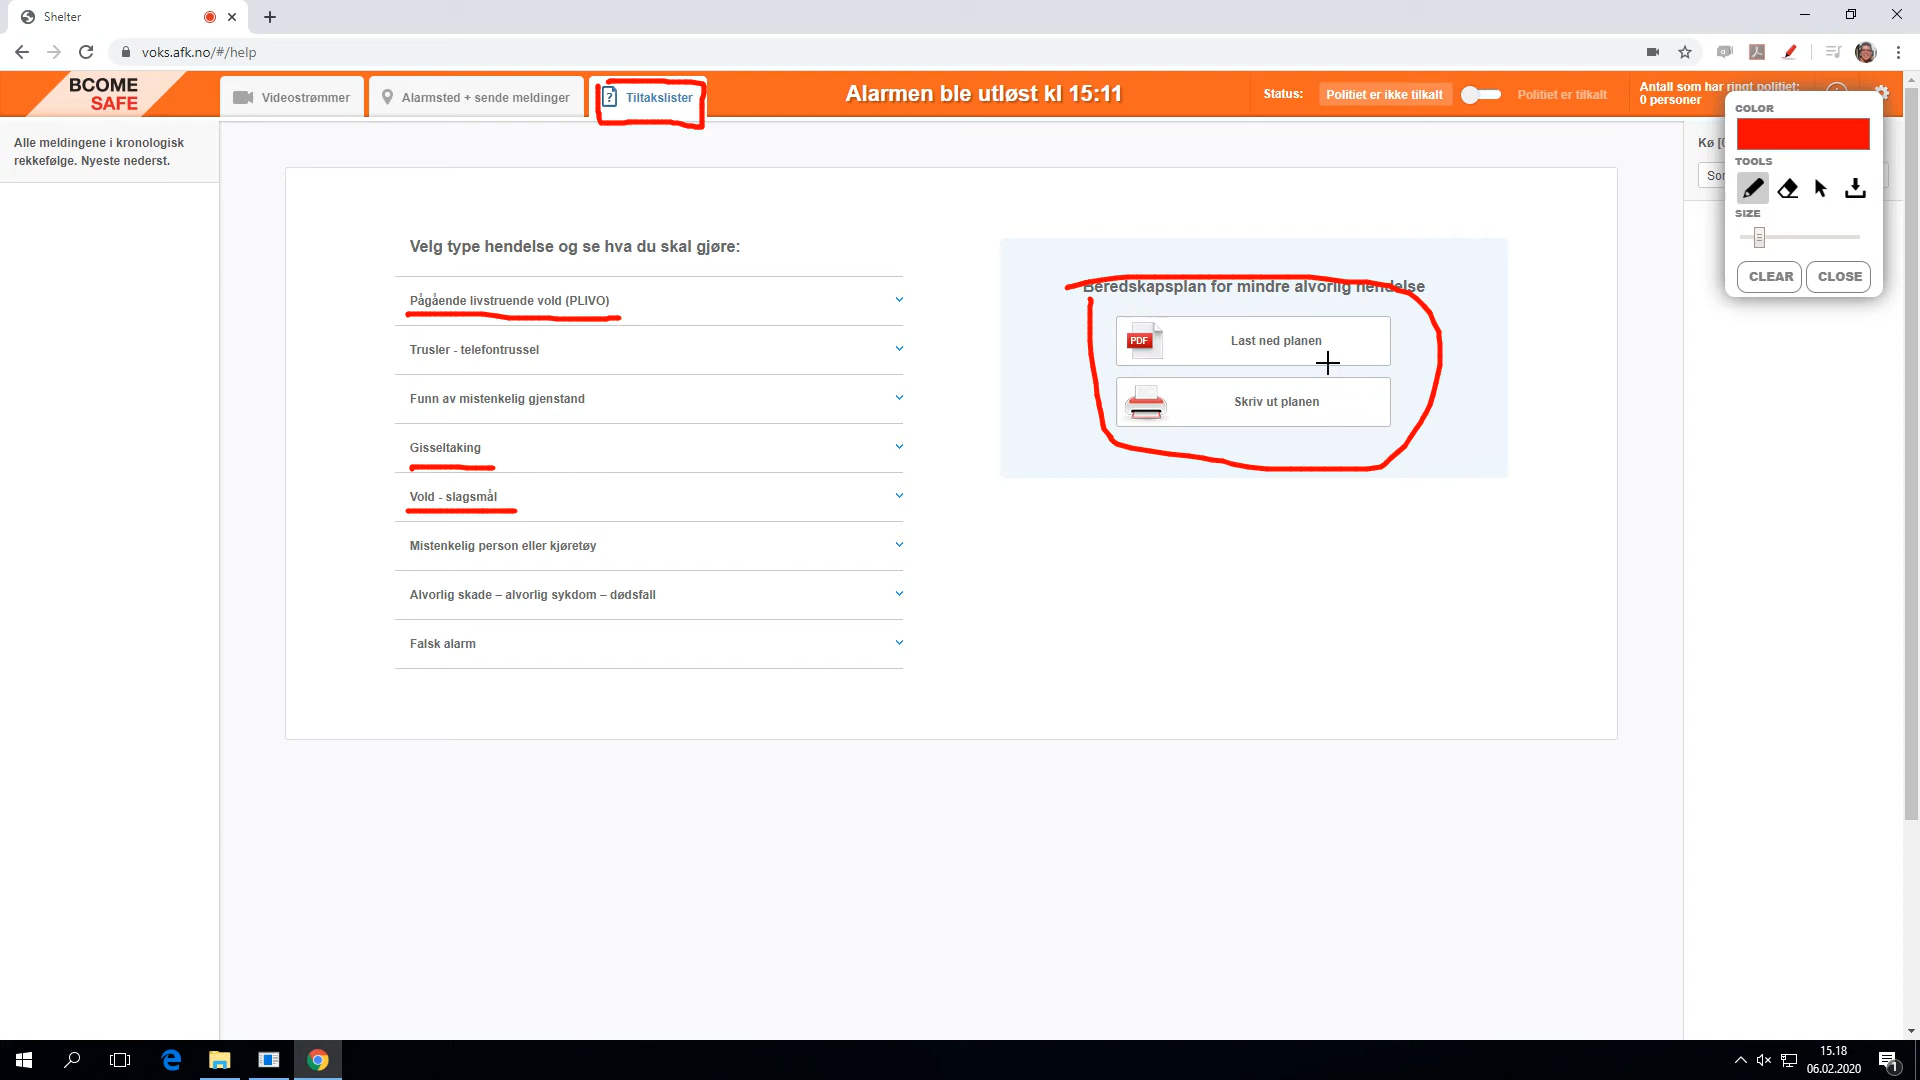 Shelter
voks.afk.no/#/help
BCOME
SAFE
Videostrømmer
Alarmsted + sende meldinger
Tiltakslister
Alarmen ble utløst kl 15:11
Status:
Politiet er ikke tilkalt
Politiet er tilkalt
Antall som har ringt politiet:
0 personer
Alle meldingene i kronologisk
rekkefølge. Nyeste nederst.
Kø
COLOR
TOOLS
SIZE
CLEAR
CLOSE
Velg type hendelse og se hva du skal gjøre:
Pågående livstruende vold (PLIVO)
Trusler - telefontrussel
Funn av mistenkelig gjenstand
Gisseltaking
Vold - slagsmål
Mistenkelig person eller kjøretøy
Alvorlig skade – alvorlig sykdom – dødsfall
Falsk alarm
Beredskapsplan for mindre alvorlig hendelse
PDF
Last ned planen
Skriv ut planen
15.18
06.02.2020
1